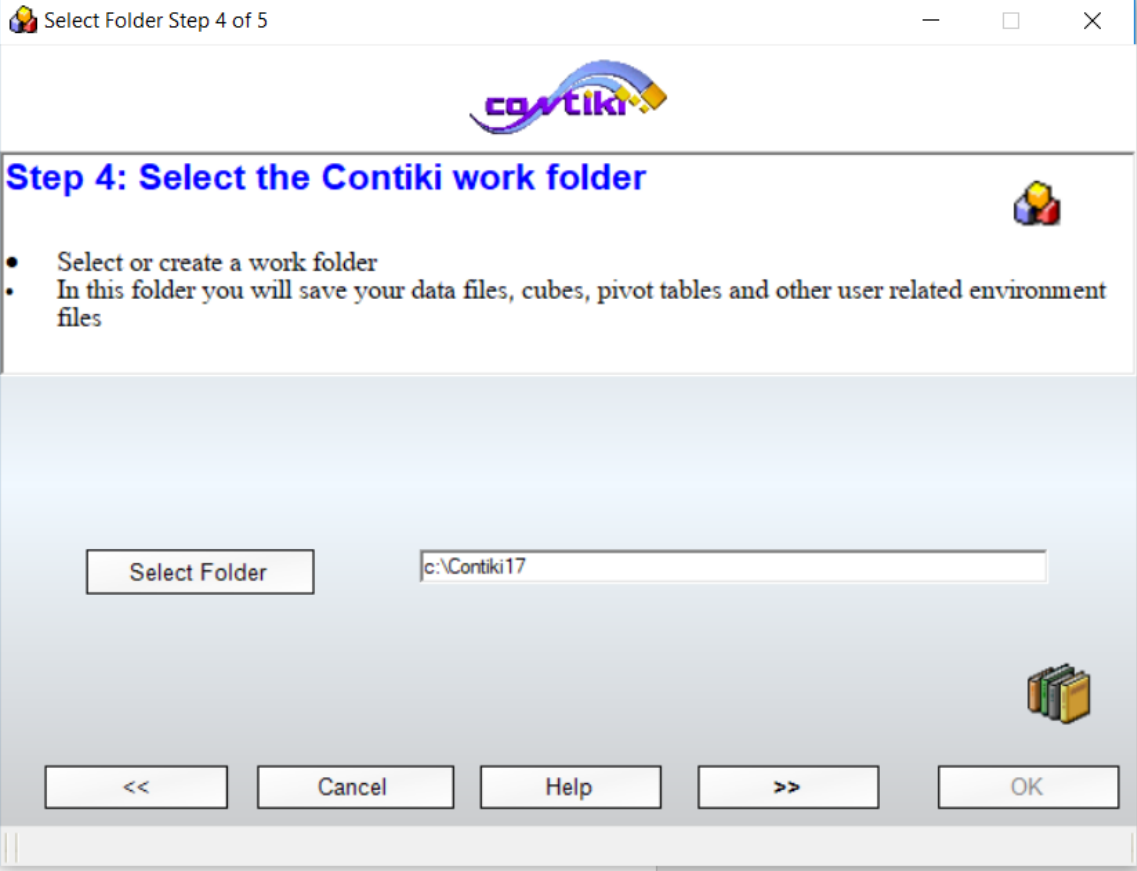 Select Folder Step 4 of 5
contiki
Step 4: Select the Contiki work folder
• Select or create a work folder
• In this folder you will save your data files, cubes, pivot tables and other user related environment
files
Select Folder
c:\Contiki17
<< Cancel Help >> OK